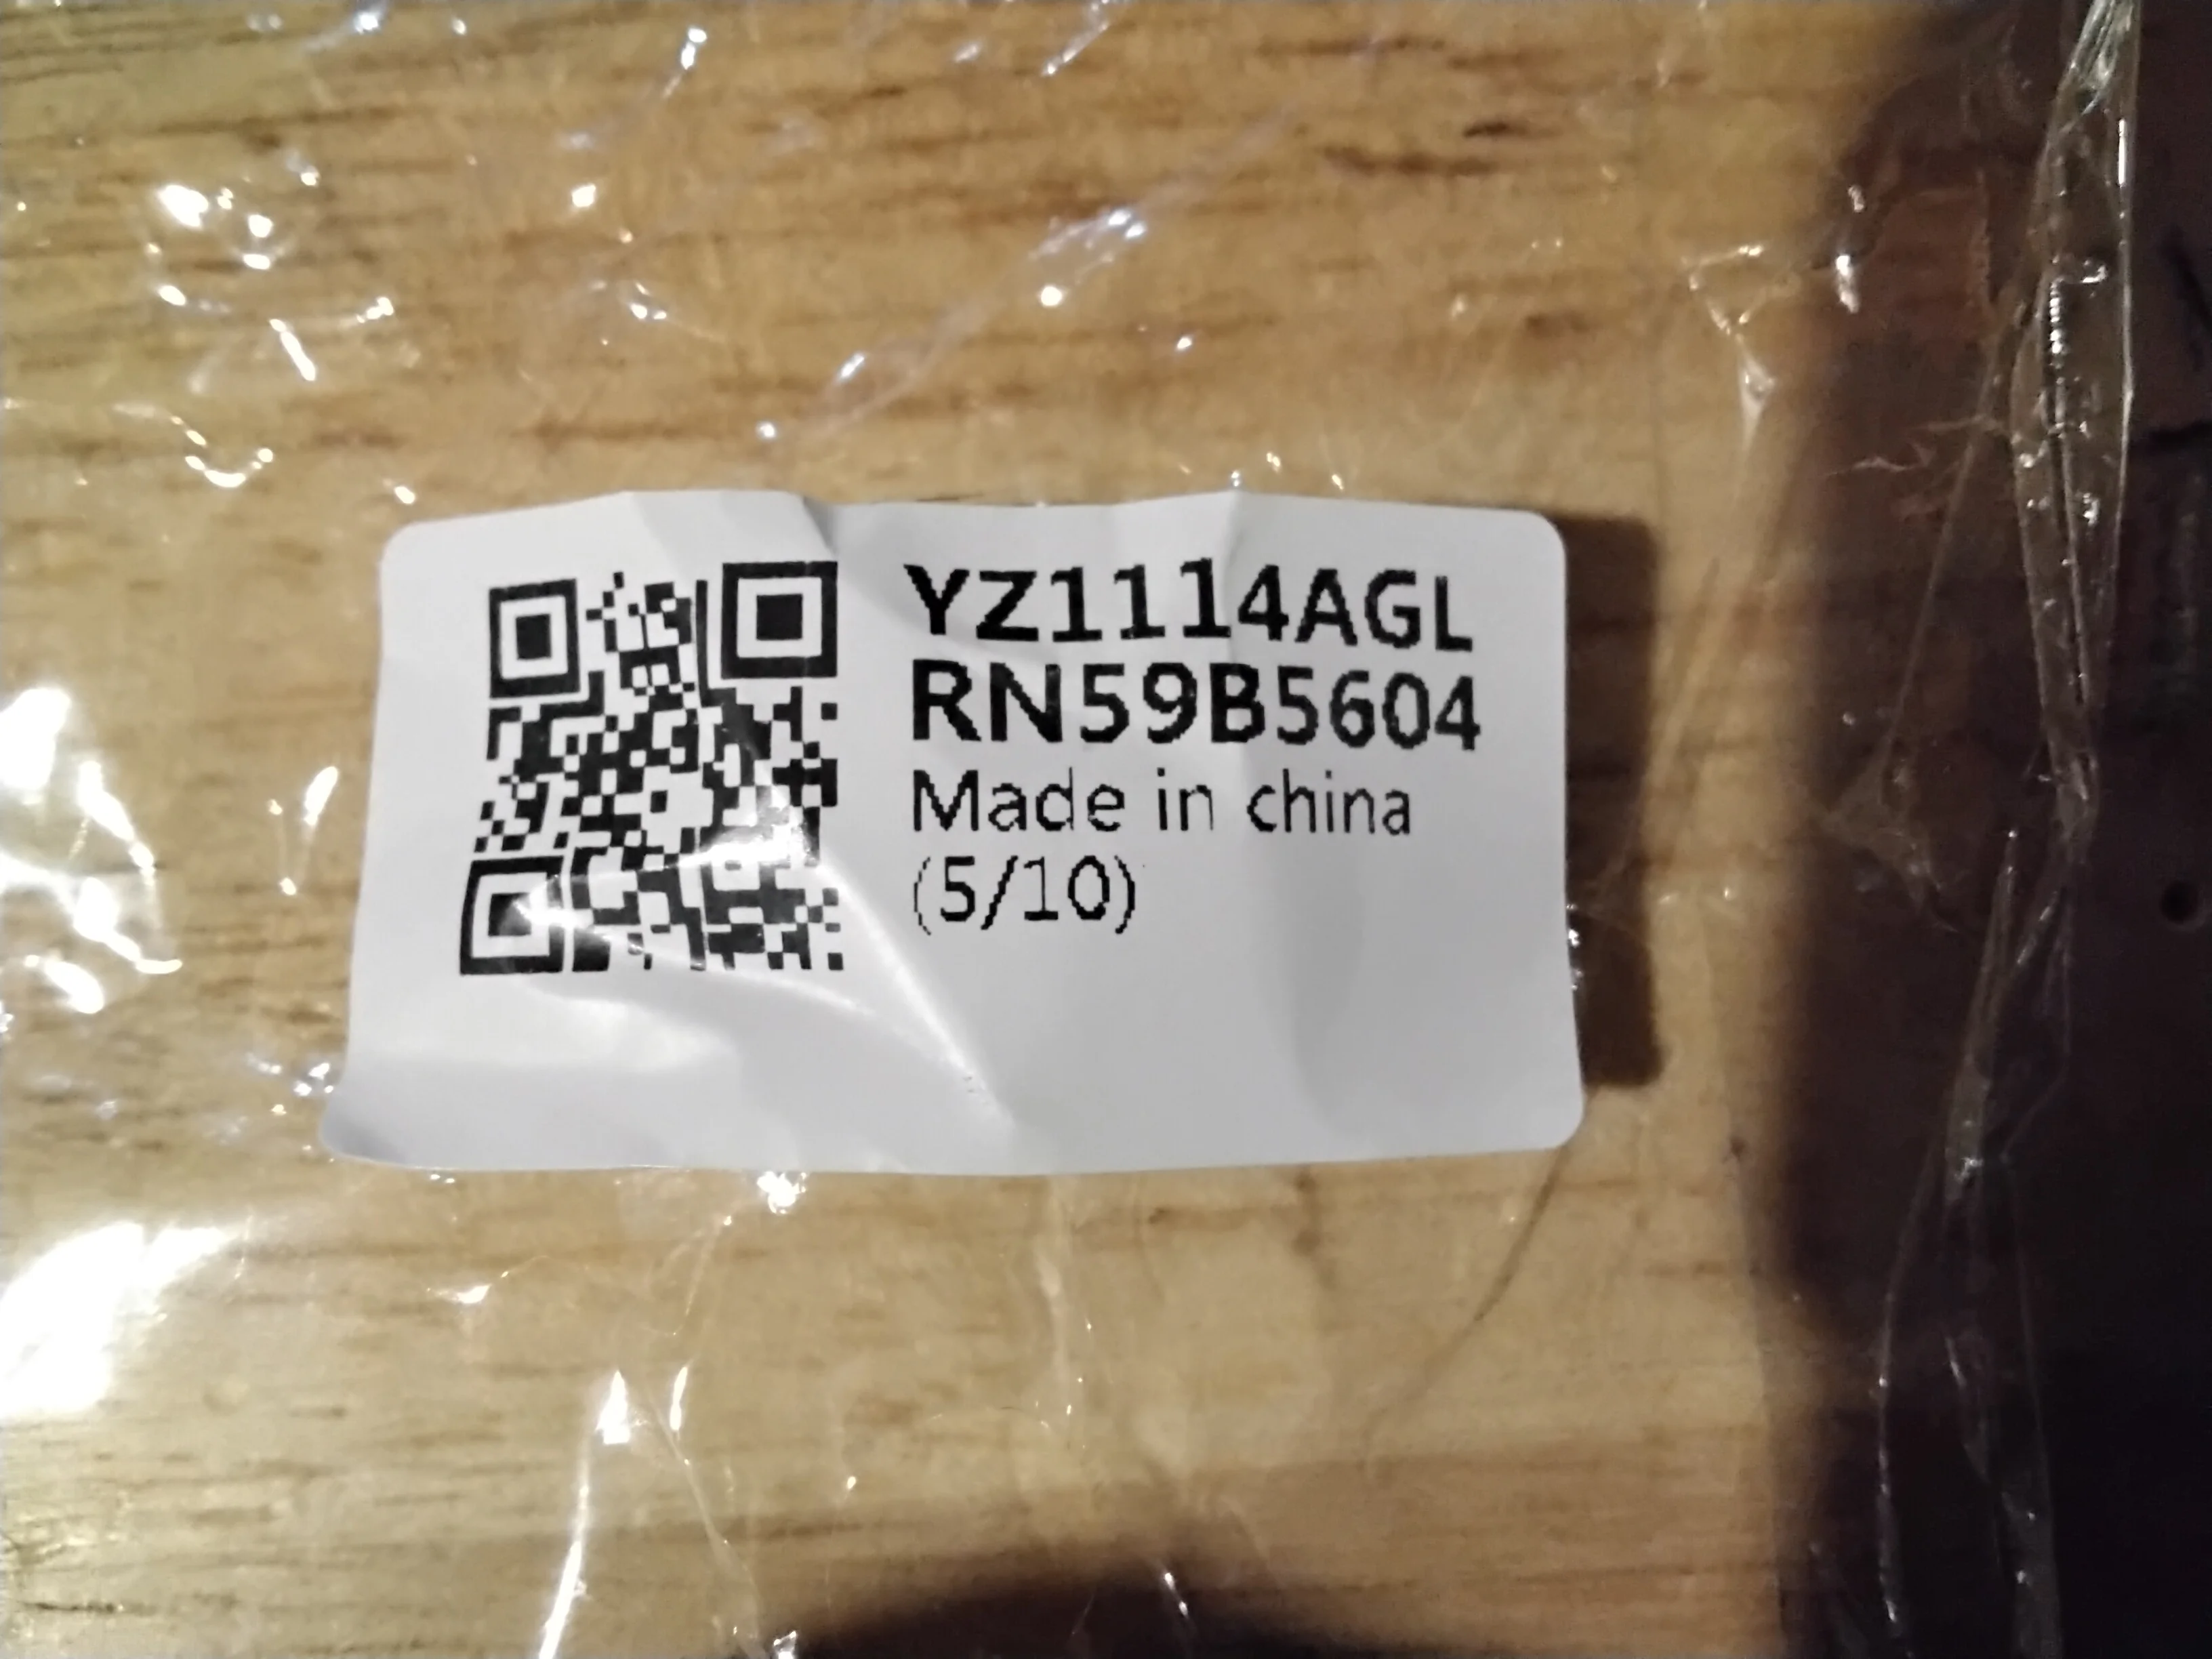 YZ1114AGL
RN59B5604
Made in china
(5/10)